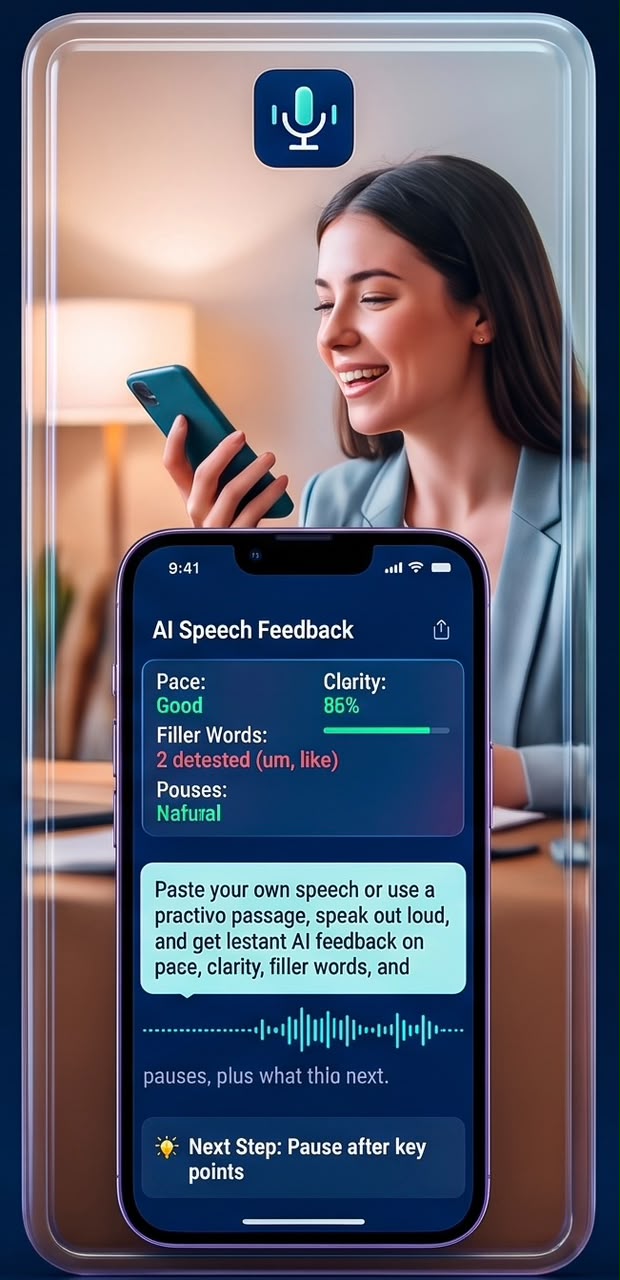 9:41
AI Speech Feedback
Pace:
Good
Clarity:
86%
Filler Words:
2 detested (um, like)
Pouses:
Nafural
Paste your own speech or use a
practivo passage, speak out loud,
and get lestant AI feedback on
pace, clarity, filler words, and
pauses, plus what thio next.
Next Step: Pause after key
points